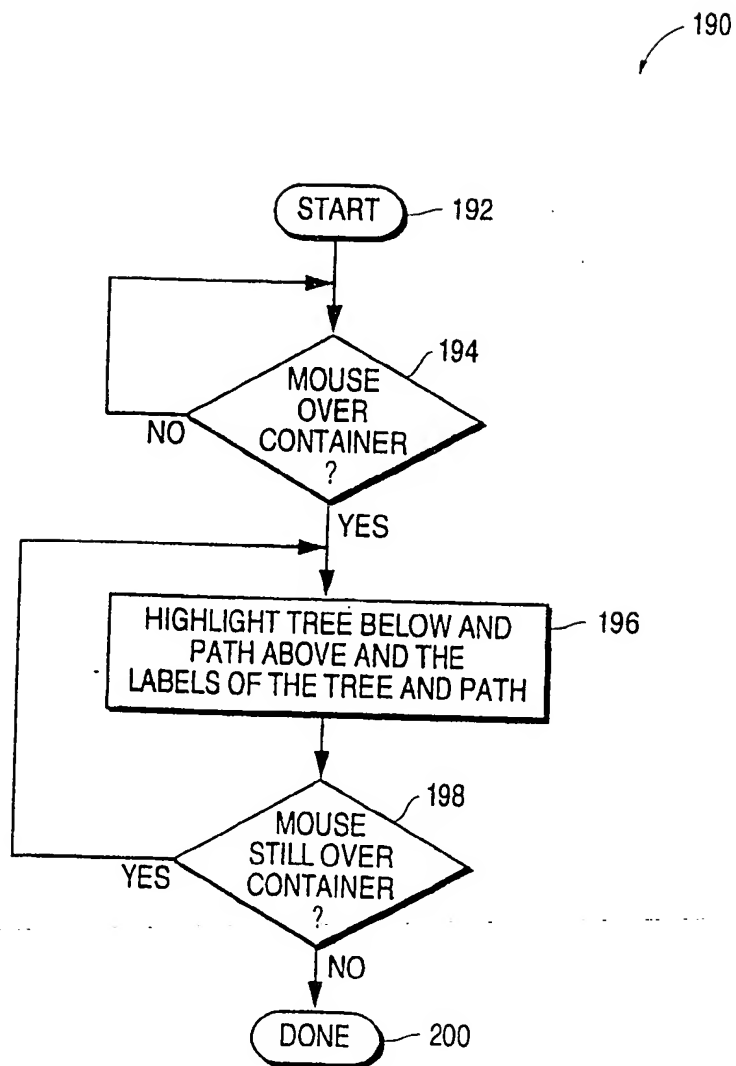 190
START
192
194
MOUSE
OVER
CONTAINER
?
NO
YES
HIGHLIGHT TREE BELOW AND
PATH ABOVE AND THE
LABELS OF THE TREE AND PATH
196
198
MOUSE
STILL OVER
CONTAINER
?
YES
NO
DONE
200